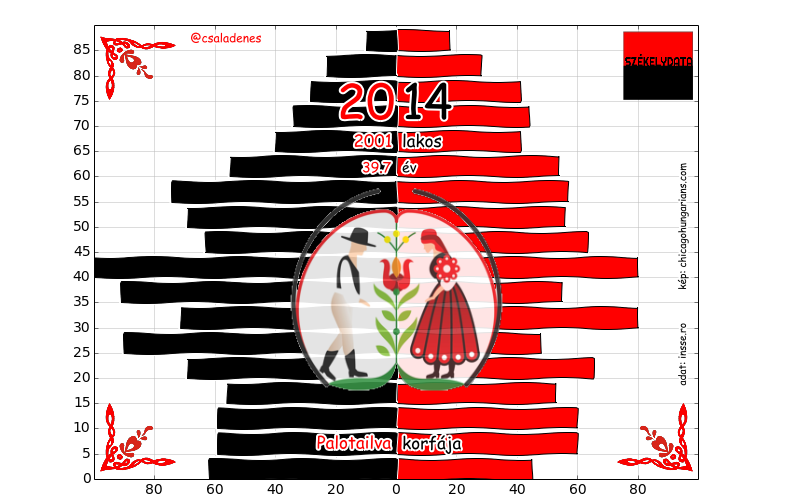 @csaladenes
SZÉKELYDATA
2014
2001 lakos
39.7 év
kép: chicagohungarians.com
adat: insse.ro
Palotailva korfája
85
80
75
70
65
60
55
50
45
40
35
30
25
20
15
10
5
0
80 60 40 20 0 20 40 60 80